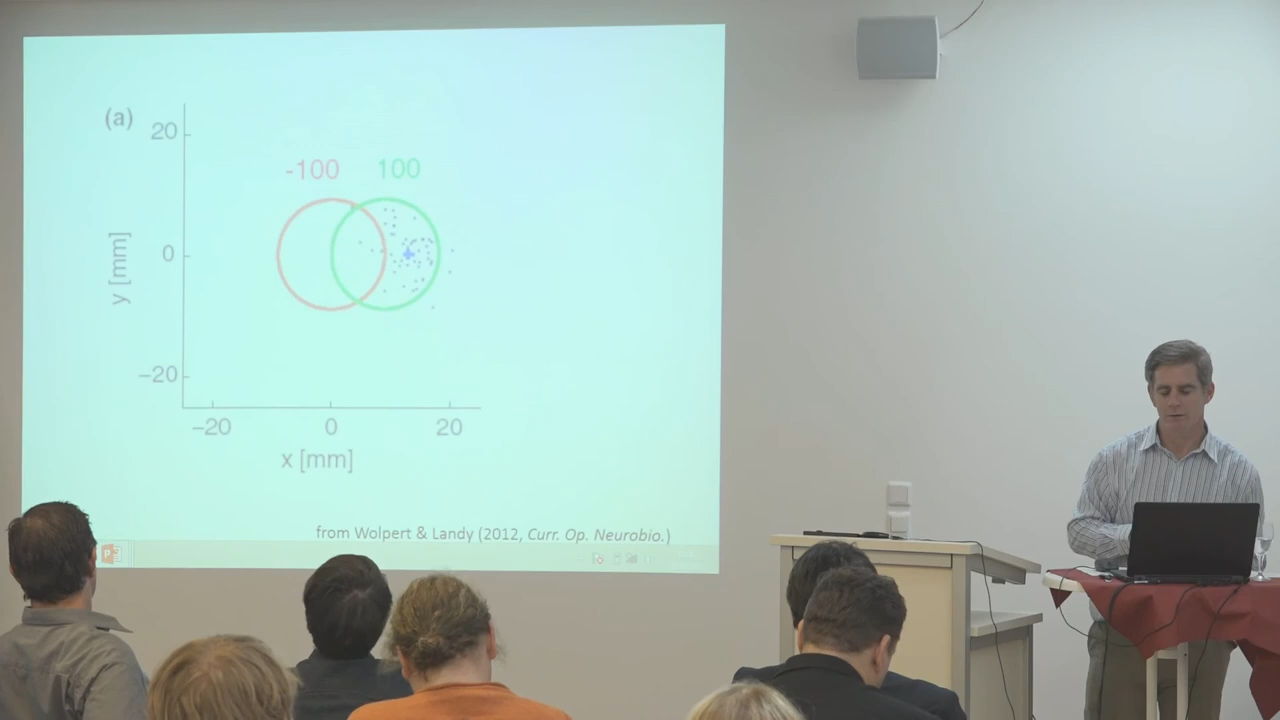 (a)
20
-100 100
0
y [mm]
−20
−20 0 20
x [mm]
from Wolpert & Landy (2012, Curr. Op. Neurobio.)